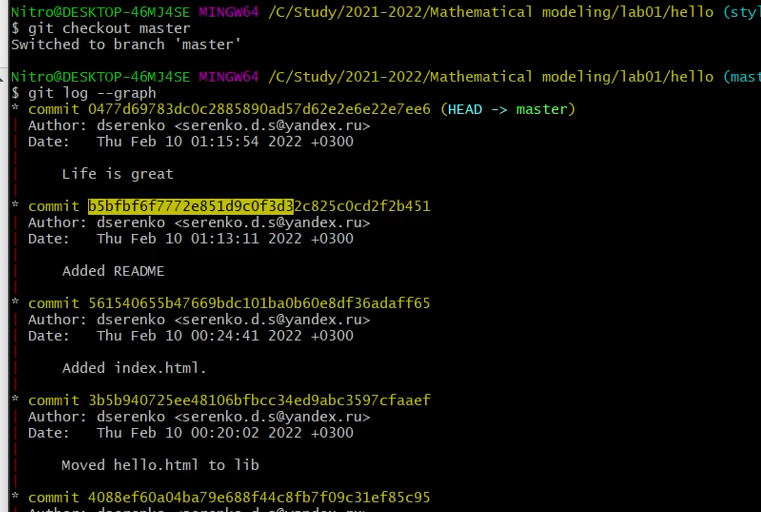 Nitro@DESKTOP-46MJ4SE MINGW64 /C/Study/2021-2022/Mathematical modeling/lab01/hello (styl
$ git checkout master
Switched to branch 'master'
Nitro@DESKTOP-46MJ4SE MINGW64 /C/Study/2021-2022/Mathematical modeling/lab01/hello (mast
$ git log --graph
* commit 0477d69783dc0c2885890ad57d62e2e6e22e7ee6 (HEAD -> master)
| Author: dserenko <serenko.d.s@yandex.ru>
| Date:   Thu Feb 10 01:15:54 2022 +0300
|
|     Life is great
|
* commit b5bfbf6f7772e851d9c0f3d32c825c0cd2f2b451
| Author: dserenko <serenko.d.s@yandex.ru>
| Date:   Thu Feb 10 01:13:11 2022 +0300
|
|     Added README
|
* commit 561540655b47669bdc101ba0b60e8df36adaff65
| Author: dserenko <serenko.d.s@yandex.ru>
| Date:   Thu Feb 10 00:24:41 2022 +0300
|
|     Added index.html.
|
* commit 3b5b940725ee48106bfbcc34ed9abc3597cfaaef
| Author: dserenko <serenko.d.s@yandex.ru>
| Date:   Thu Feb 10 00:20:02 2022 +0300
|
|     Moved hello.html to lib
|
* commit 4088ef60a04ba79e688f44c8fb7f09c31ef85c95
| Author: dserenko <serenko.d.s@yandex.ru>